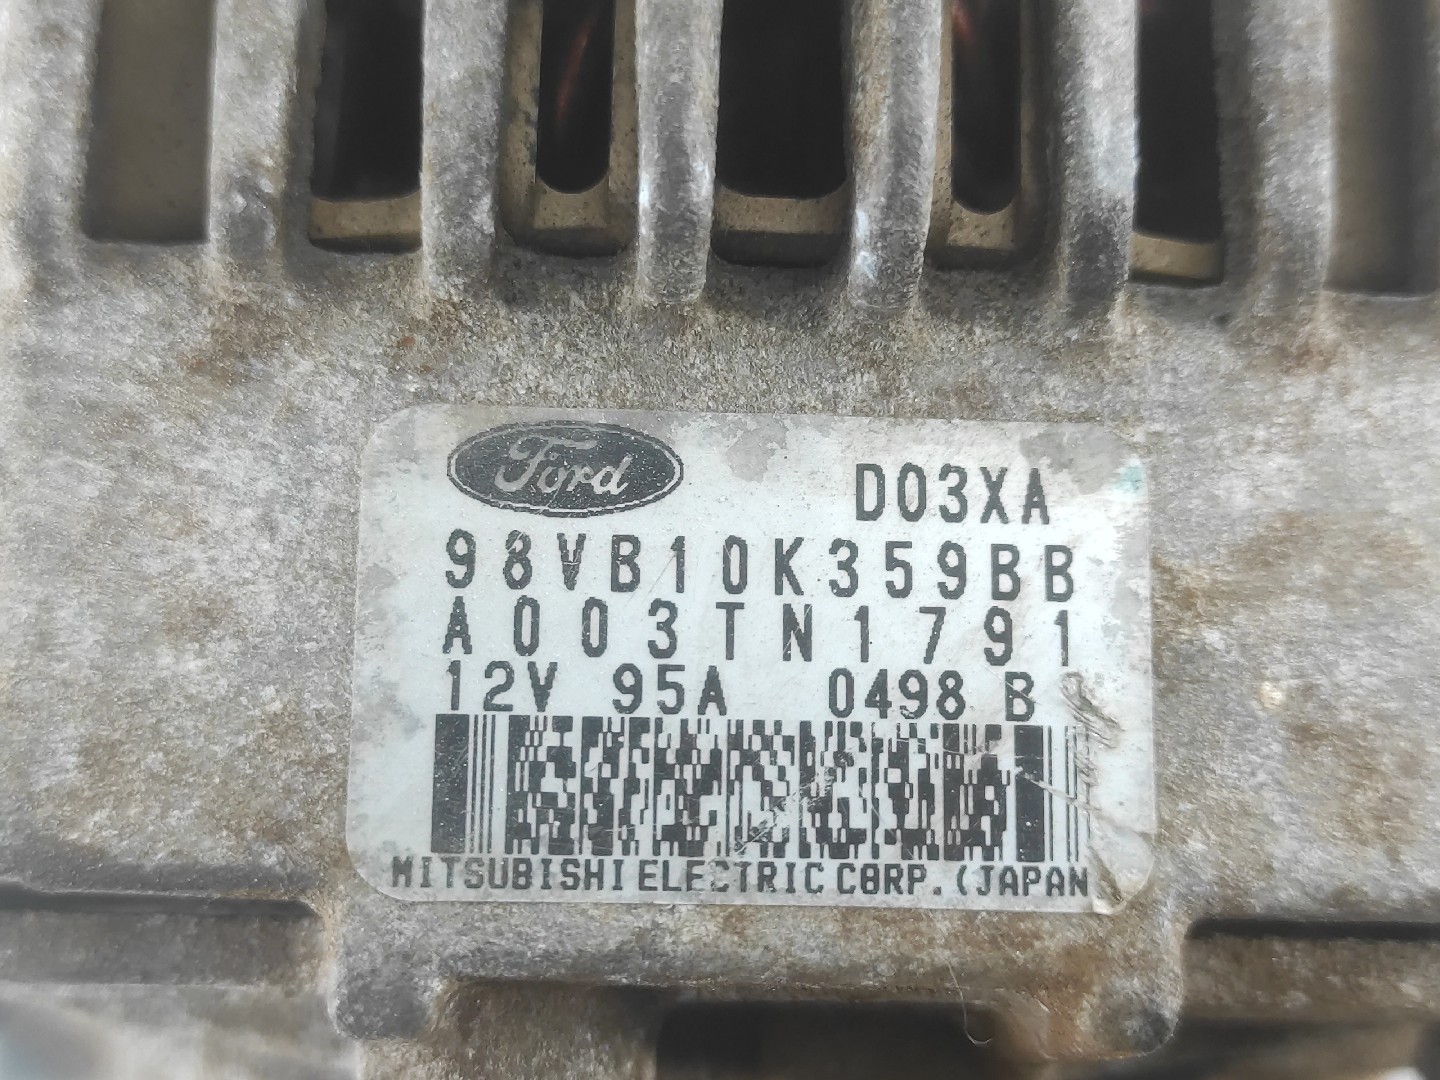 Ford
D03XA
98VB10K359BB
A003TN1791
12V 95A 0498 B
MITSUBISHI ELECTRIC CORP. (JAPAN